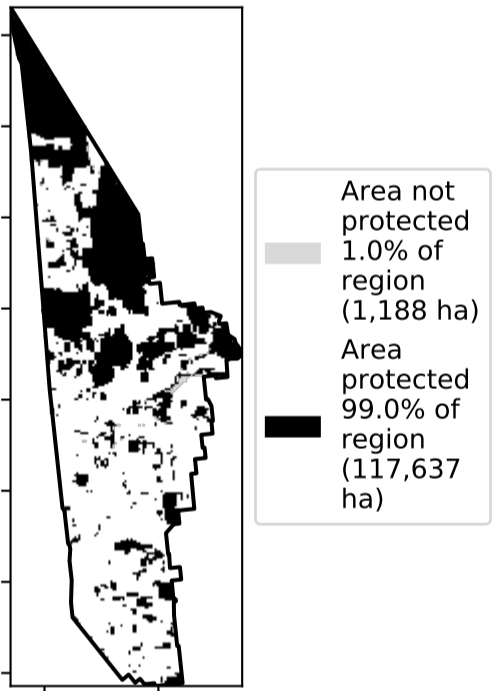 Area not
protected
1.0% of
region
(1,188 ha)
Area
protected
99.0% of
region
(117,637
ha)